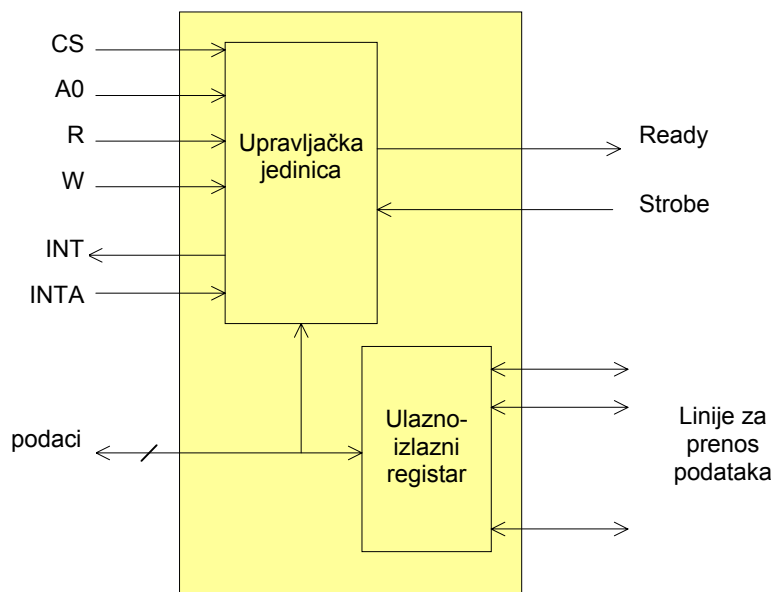 CS
A0
R
W
INT
INTA
Upravljačka
jedinica
Ready
Strobe
podaci
Ulazno-
izlazni
registar
Linije za
prenos
podataka